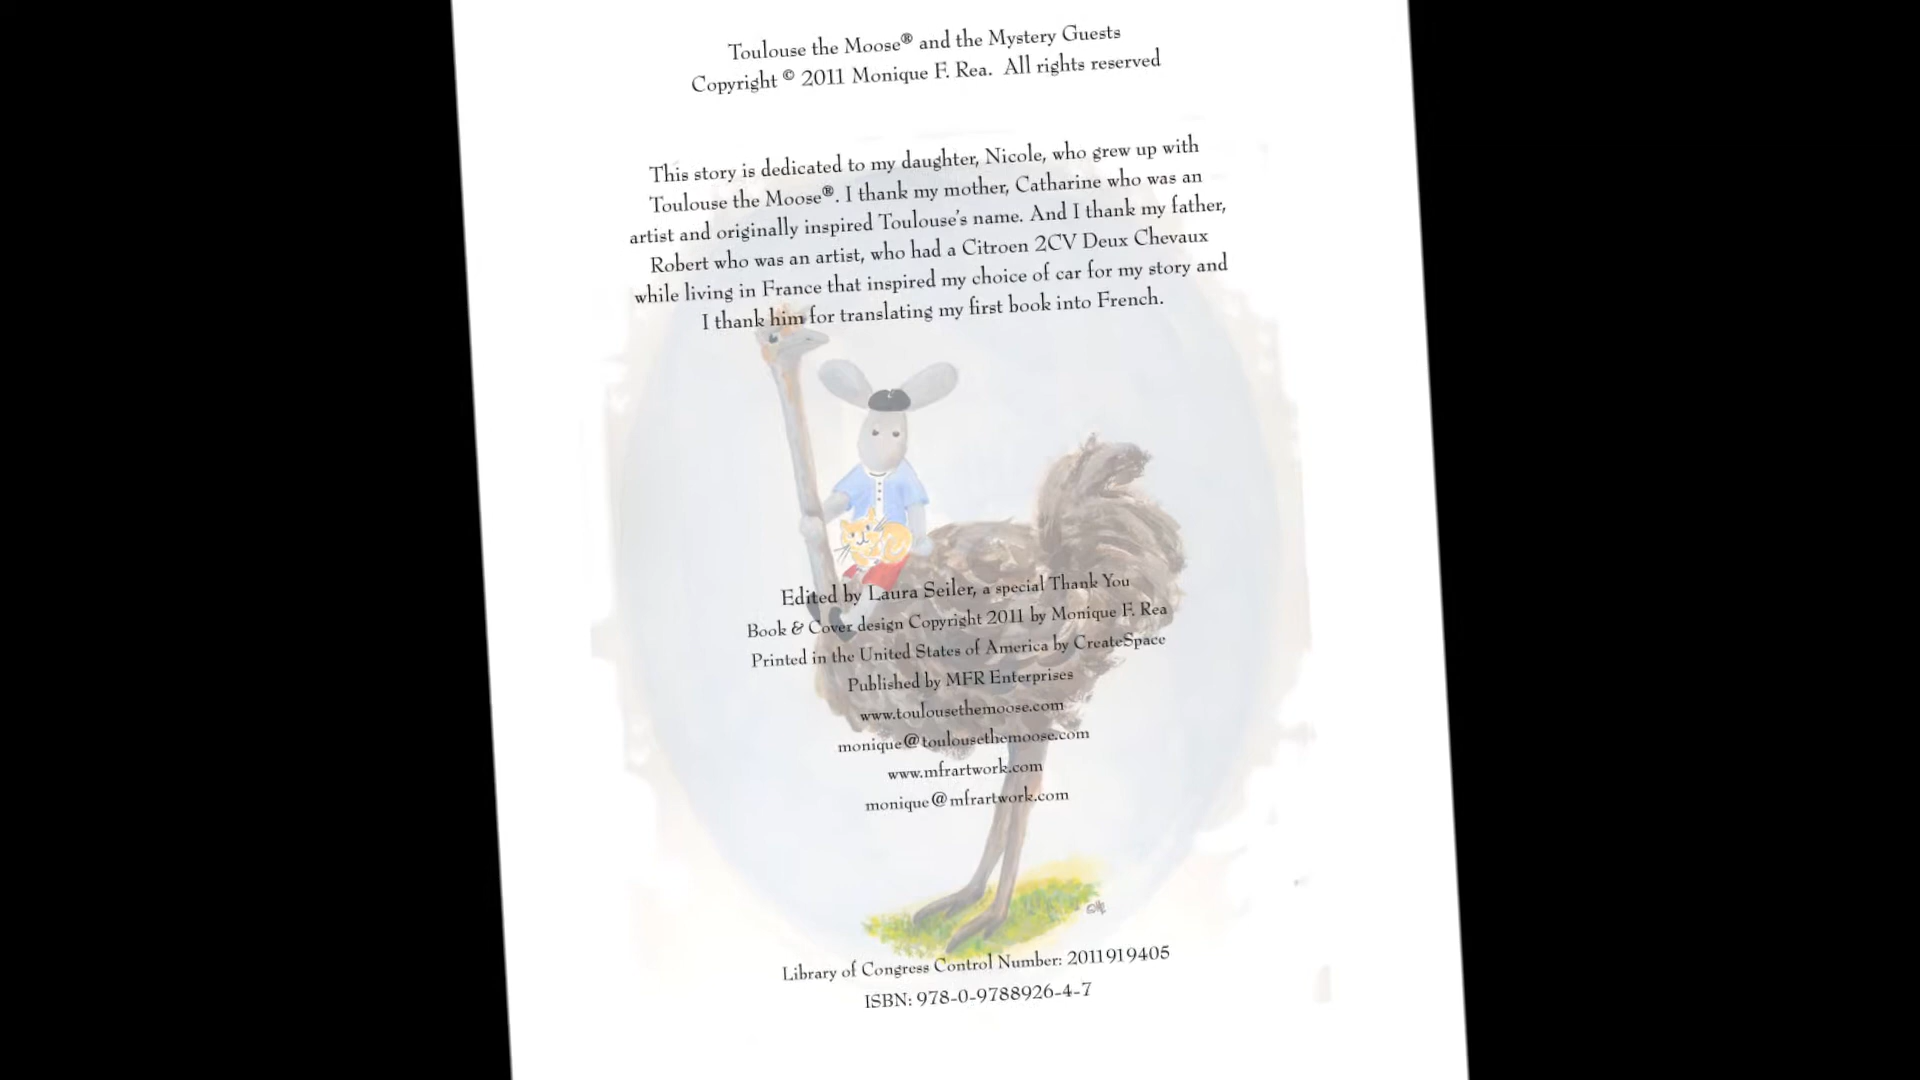 Toulouse the Moose® and the Mystery Guests
Copyright © 2011 Monique F. Rea. All rights reserved
This story is dedicated to my daughter, Nicole, who grew up with
Toulouse the Moose®. I thank my mother, Catharine who was an
artist and originally inspired Toulouse's name. And I thank my father,
Robert who was an artist, who had a Citroen 2CV Deux Chevaux
while living in France that inspired my choice of car for my story and
I thank him for translating my first book into French.
Edited by Laura Seiler, a special Thank You
Book & Cover design Copyright 2011 by Monique F. Rea
Printed in the United States of America by CreateSpace
Published by MFR Enterprises
www.toulousethemoose.com
monique@toulousethemoose.com
www.mfrartwork.com
monique@mfrartwork.com
Library of Congress Control Number: 2011919405
ISBN: 978-0-9788926-4-7